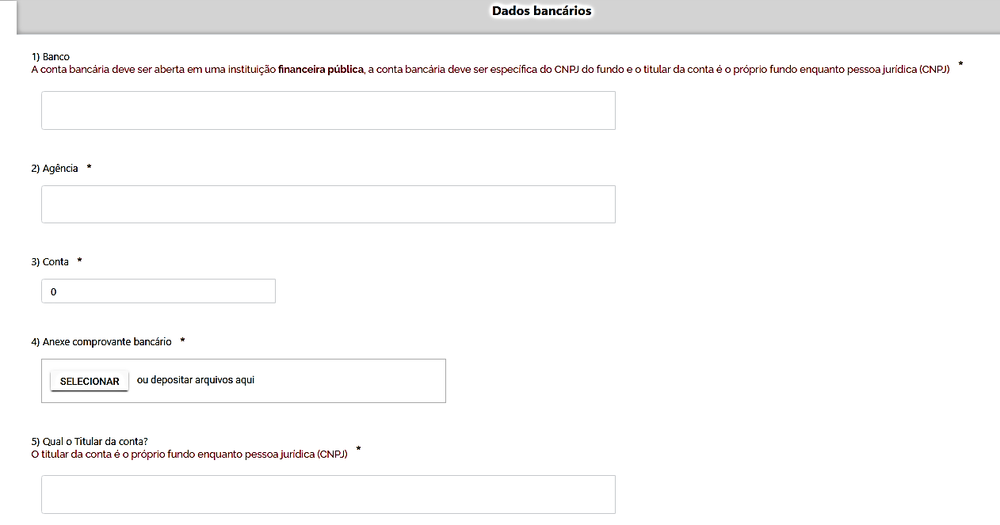 Dados bancários
1) Banco
A conta bancária deve ser aberta em uma instituição financeira pública, a conta bancária deve ser específica do CNPJ do fundo e o titular da conta é o próprio fundo enquanto pessoa jurídica (CNPJ) *
2) Agência *
3) Conta *
0
4) Anexe comprovante bancário *
SELECIONAR ou depositar arquivos aqui
5) Qual o Titular da conta?
O titular da conta é o próprio fundo enquanto pessoa jurídica (CNPJ) *